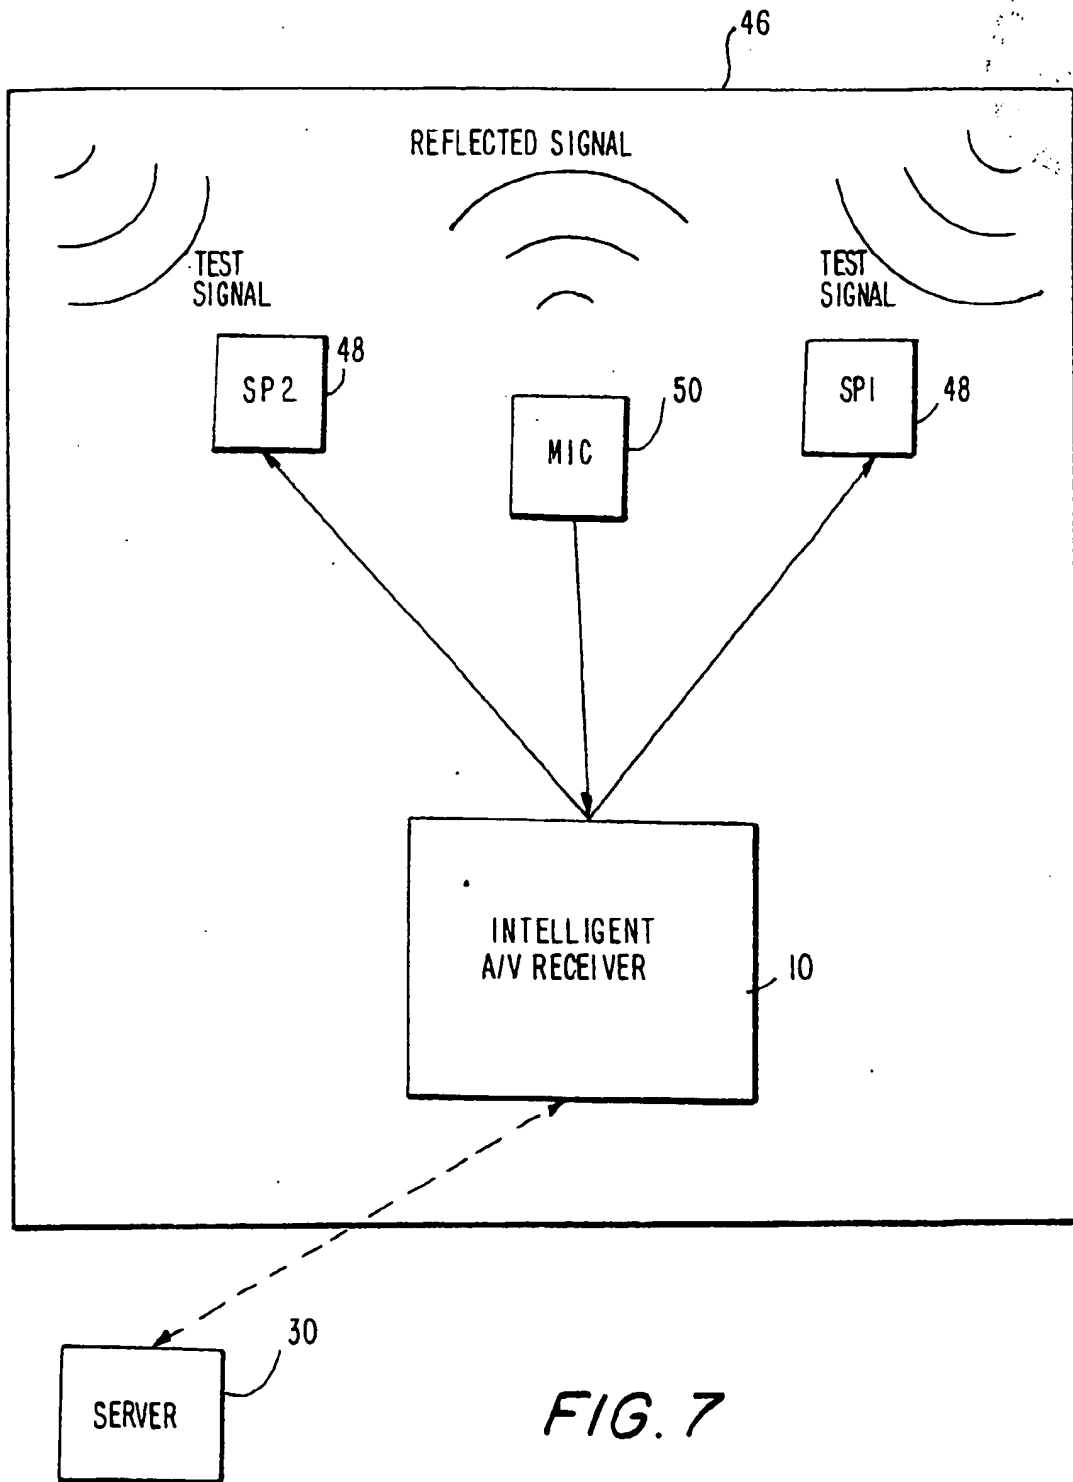 46
REFLECTED SIGNAL
TEST
SIGNAL
TEST
SIGNAL
SP2
48
MIC
50
SP1
48
INTELLIGENT
A/V RECEIVER
10
30
SERVER
FIG. 7